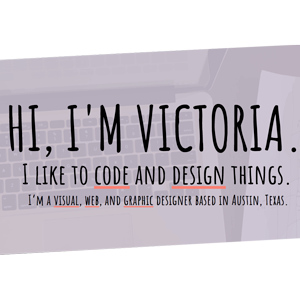 Hi, I'm Victoria.
I like to code and design things.
I'm a visual, web, and graphic designer based in Austin, Texas.